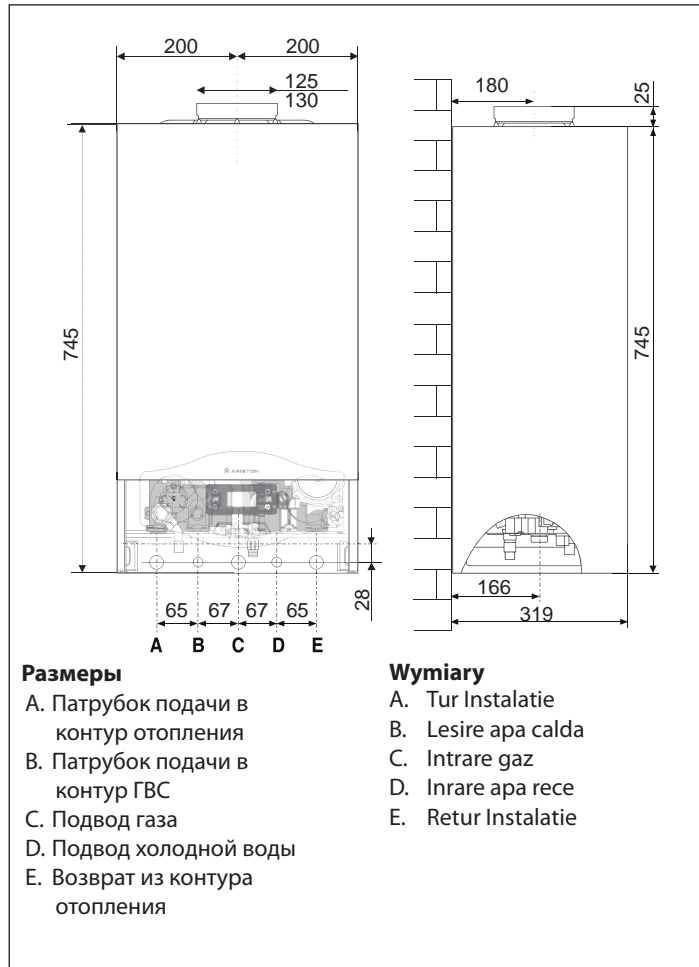 200 200
125
130
745
ARISTON
28
65 67 67 65
A B C D E
180
25
745
166
319
Размеры
A. Патрубок подачи в
контур отопления
B. Патрубок подачи в
контур ГВС
C. Подвод газа
D. Подвод холодной воды
E. Возврат из контура
отопления
Wymiary
A. Tur Instalatie
B. Lesire apa calda
C. Intrare gaz
D. Inrare apa rece
E. Retur Instalatie